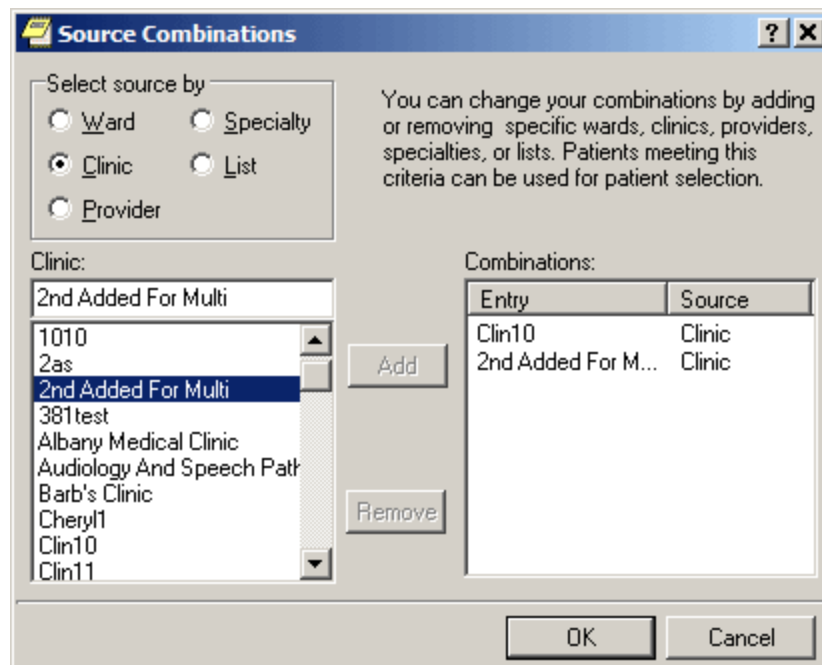 Source Combinations
Select source by
Ward
Specialty
Clinic
List
Provider
You can change your combinations by adding
or removing specific wards, clinics, providers,
specialties, or lists. Patients meeting this
criteria can be used for patient selection.
Clinic:
2nd Added For Multi
1010
2as
2nd Added For Multi
381test
Albany Medical Clinic
Audiology And Speech Path
Barb's Clinic
Cheryl1
Clin10
Clin11
Add
Remove
Combinations:
Entry Source
Clin10 Clinic
2nd Added For M... Clinic
OK Cancel